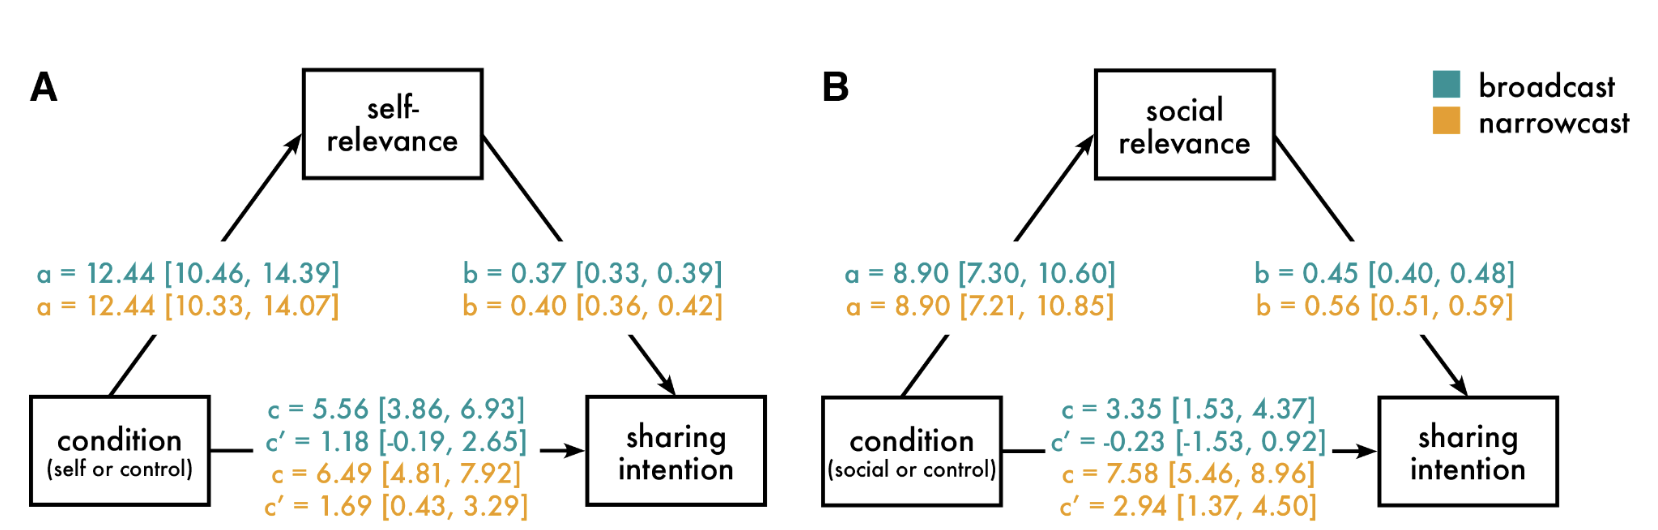 A
self-
relevance
a = 12.44 [10.46, 14.39]
a = 12.44 [10.33, 14.07]
b = 0.37 [0.33, 0.39]
b = 0.40 [0.36, 0.42]
condition
(self or control)
c = 5.56 [3.86, 6.93]
c′ = 1.18 [-0.19, 2.65]
c = 6.49 [4.81, 7.92]
c′ = 1.69 [0.43, 3.29]
sharing
intention
B
social
relevance
a = 8.90 [7.30, 10.60]
a = 8.90 [7.21, 10.85]
b = 0.45 [0.40, 0.48]
b = 0.56 [0.51, 0.59]
condition
(social or control)
c = 3.35 [1.53, 4.37]
c′ = -0.23 [-1.53, 0.92]
c = 7.58 [5.46, 8.96]
c′ = 2.94 [1.37, 4.50]
sharing
intention
broadcast
narrowcast